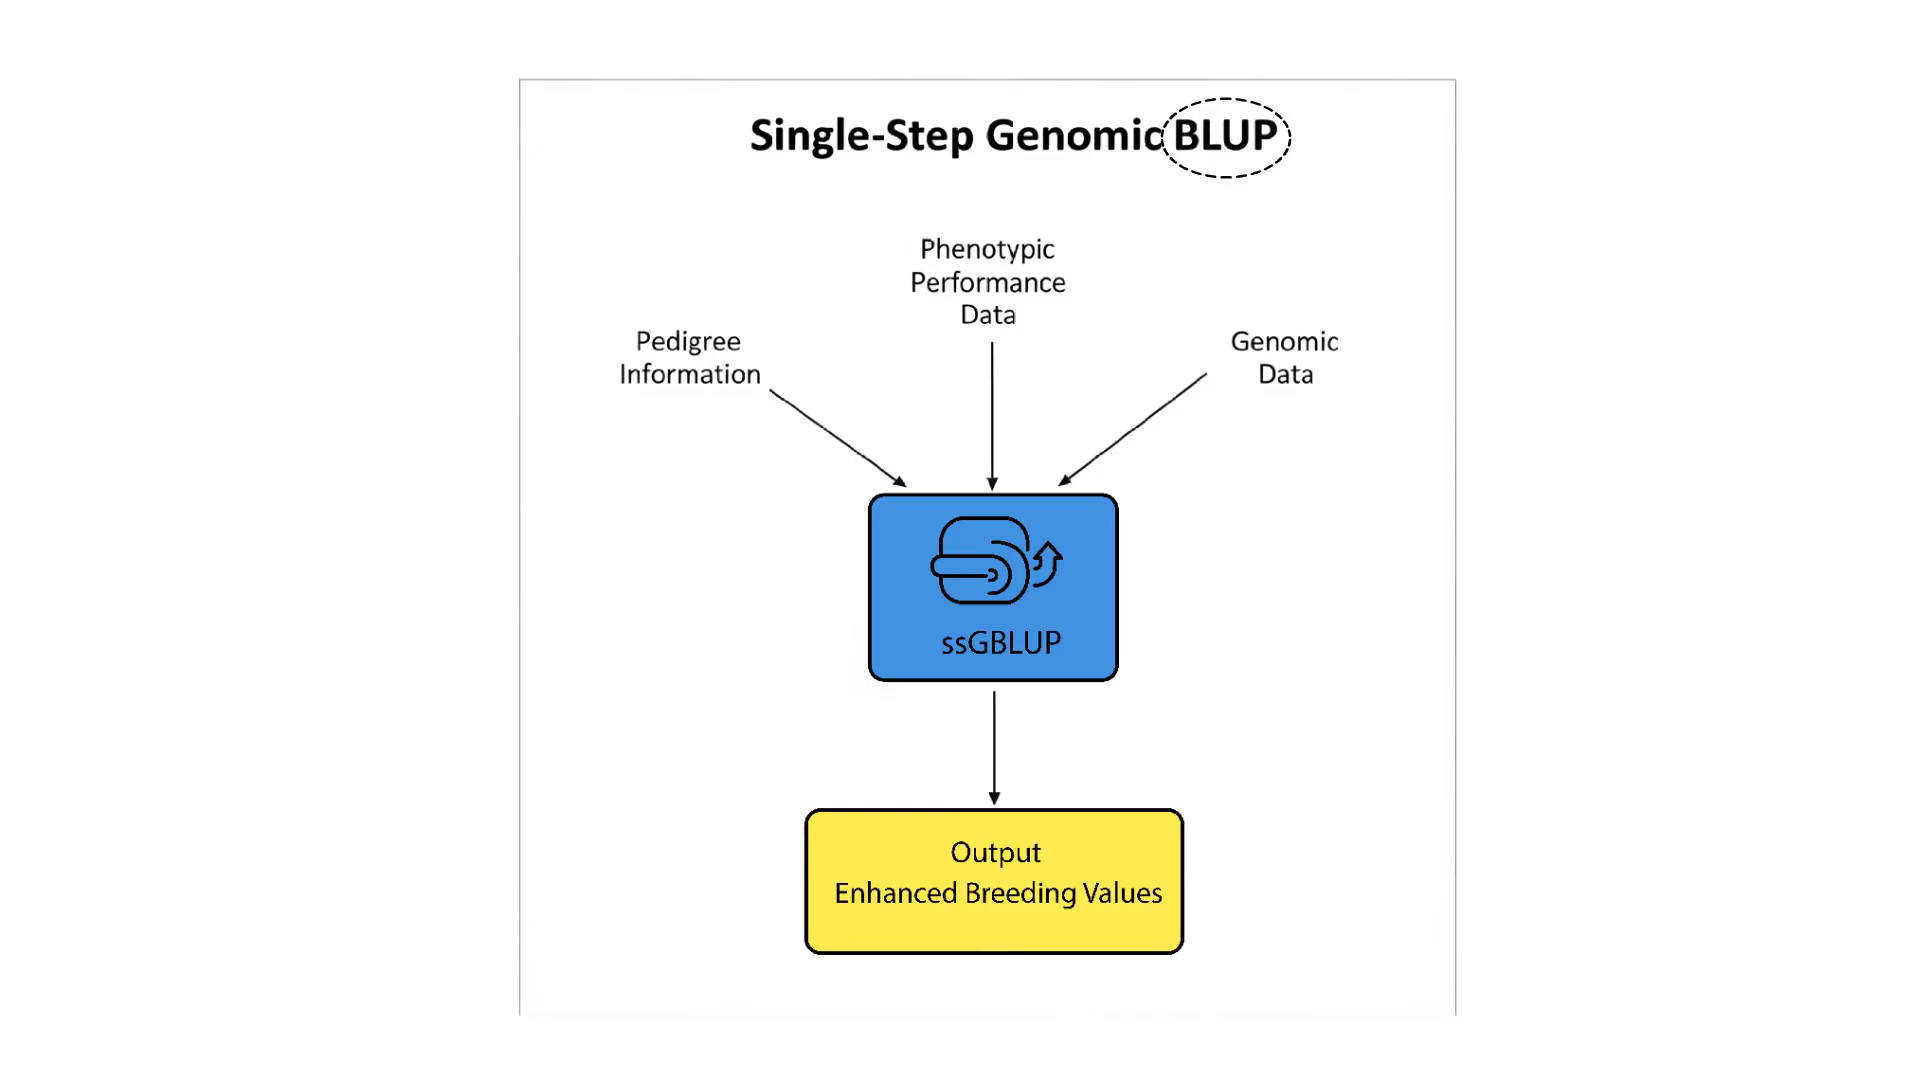 Single-Step Genomic BLUP
Phenotypic
Performance
Data
Pedigree
Information
Genomic
Data
ssGBLUP
Output
Enhanced Breeding Values